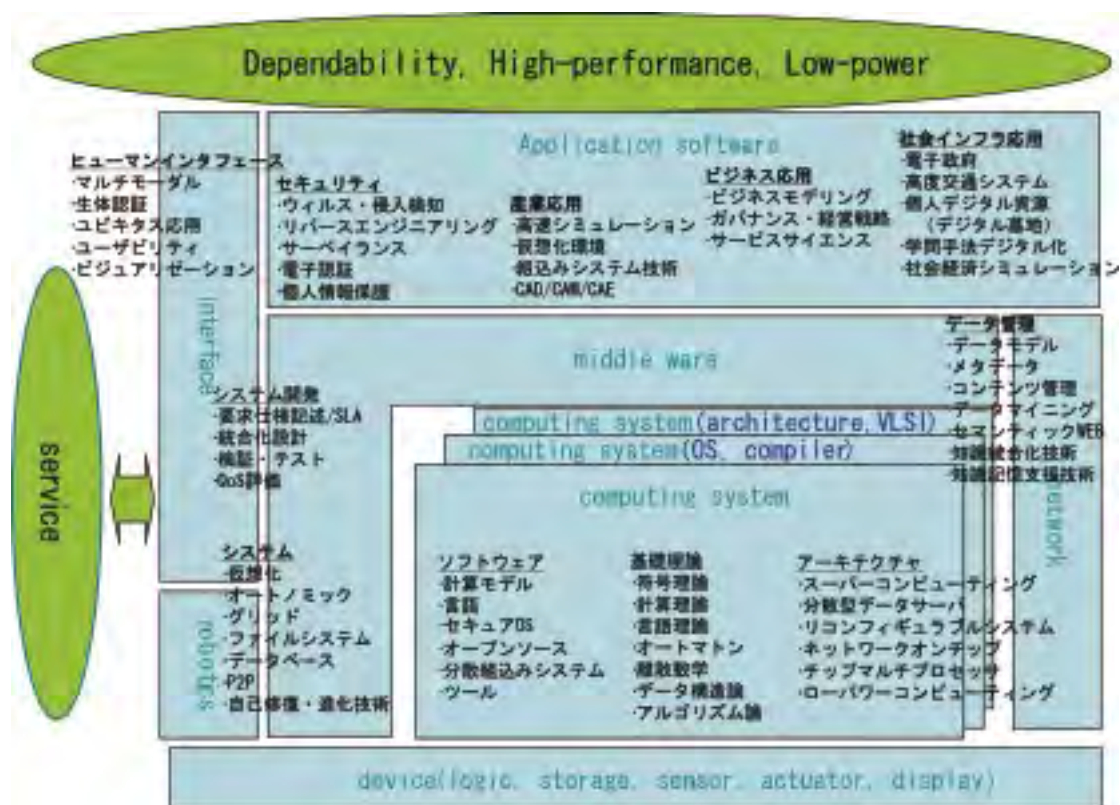 Dependability, High-performance, Low-power
Application software
ヒューマンインタフェース
・マルチモーダル
・生体認証
・ユビキタス応用
・ユーザビリティ
・ビジュアリゼーション
セキュリティ
・ウィルス・侵入検知
・リバースエンジニアリング
・サーベイランス
・電子認証
・個人情報保護
産業応用
・高速シミュレーション
・仮想化環境
・組込みシステム技術
・CAD/CAM/CAE
ビジネス応用
・ビジネスモデリング
・ガバナンス・経営戦略
・サービスサイエンス
社会インフラ応用
・電子政府
・高度交通システム
・個人デジタル資源
(デジタル墓地)
・学問手法デジタル化
・社会経済シミュレーション
interface
service
middle ware
システム開発
・要求仕様記述/SLA
・統合化設計
・検証・テスト
・QoS評価
データ管理
・データモデル
・メタデータ
・コンテンツ管理
・データマイニング
・セマンティックWEB
・知識統合化技術
・知識記憶支援技術
network
computing system(architecture,VLSI)
computing system(OS, compiler)
computing system
システム
・仮想化
・オートノミック
・グリッド
・ファイルシステム
・データベース
・P2P
・自己修復・進化技術
robotics
ソフトウェア
・計算モデル
・言語
・セキュアOS
・オープンソース
・分散組込みシステム
・ツール
基礎理論
・符号理論
・計算理論
・言語理論
・オートマトン
・離散数学
・データ構造論
・アルゴリズム論
アーキテクチャ
・スーパーコンピューティング
・分散型データサーバ
・リコンフィギュラブルシステム
・ネットワークオンチップ
・チップマルチプロセッサ
・ローパワーコンピューティング
device(logic, storage, sensor, actuator, display)